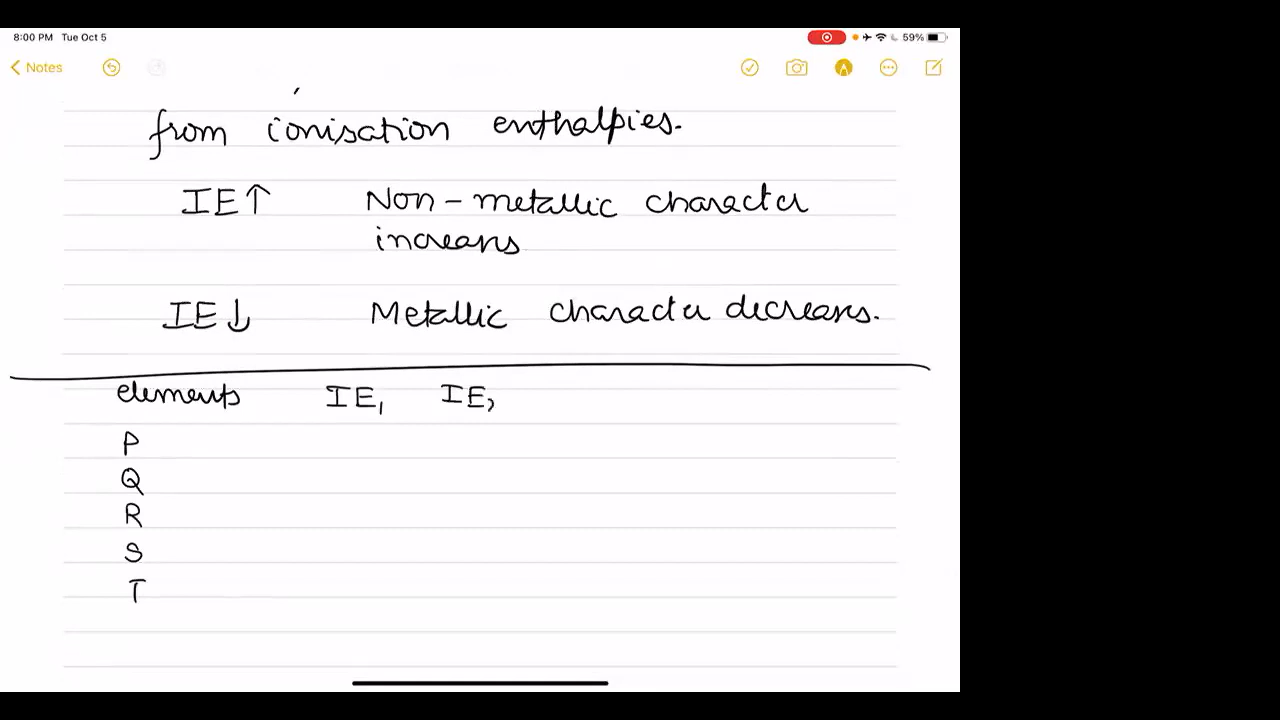 8:00 PM Tue Oct 5 59%
Notes
from ionisation enthalpies.
IE↑ Non-metallic character
increases
IE↓ Metallic character decreases.
elements IE₁ IE₂
P
Q
R
S
T